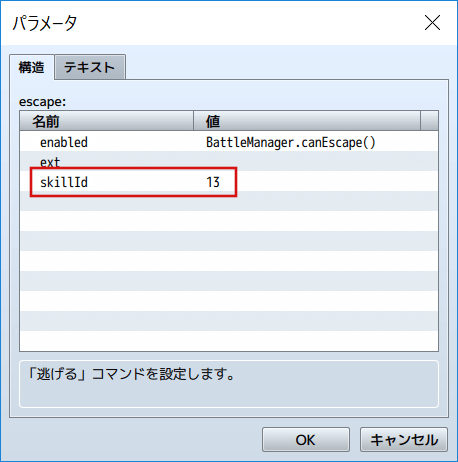 パラメータ
構造 テキスト
escape:
名前 値
enabled BattleManager.canEscape()
ext
skillId 13
「逃げる」コマンドを設定します。
OK キャンセル